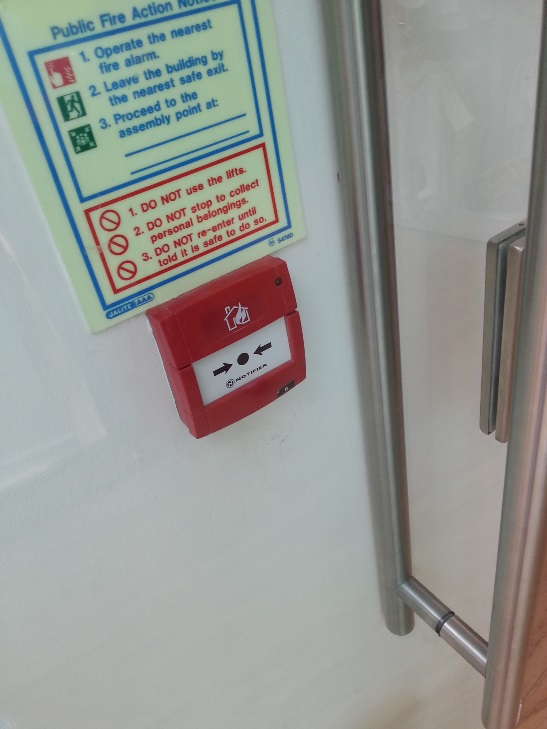 Public Fire Action Notice
1. Operate the nearest
fire alarm.
2. Leave the building by
the nearest safe exit.
3. Proceed to the
assembly point at:
1. DO NOT use the lifts.
2. DO NOT stop to collect
personal belongings.
3. DO NOT re-enter until
told it is safe to do so.
JALITE
NOTIFIER